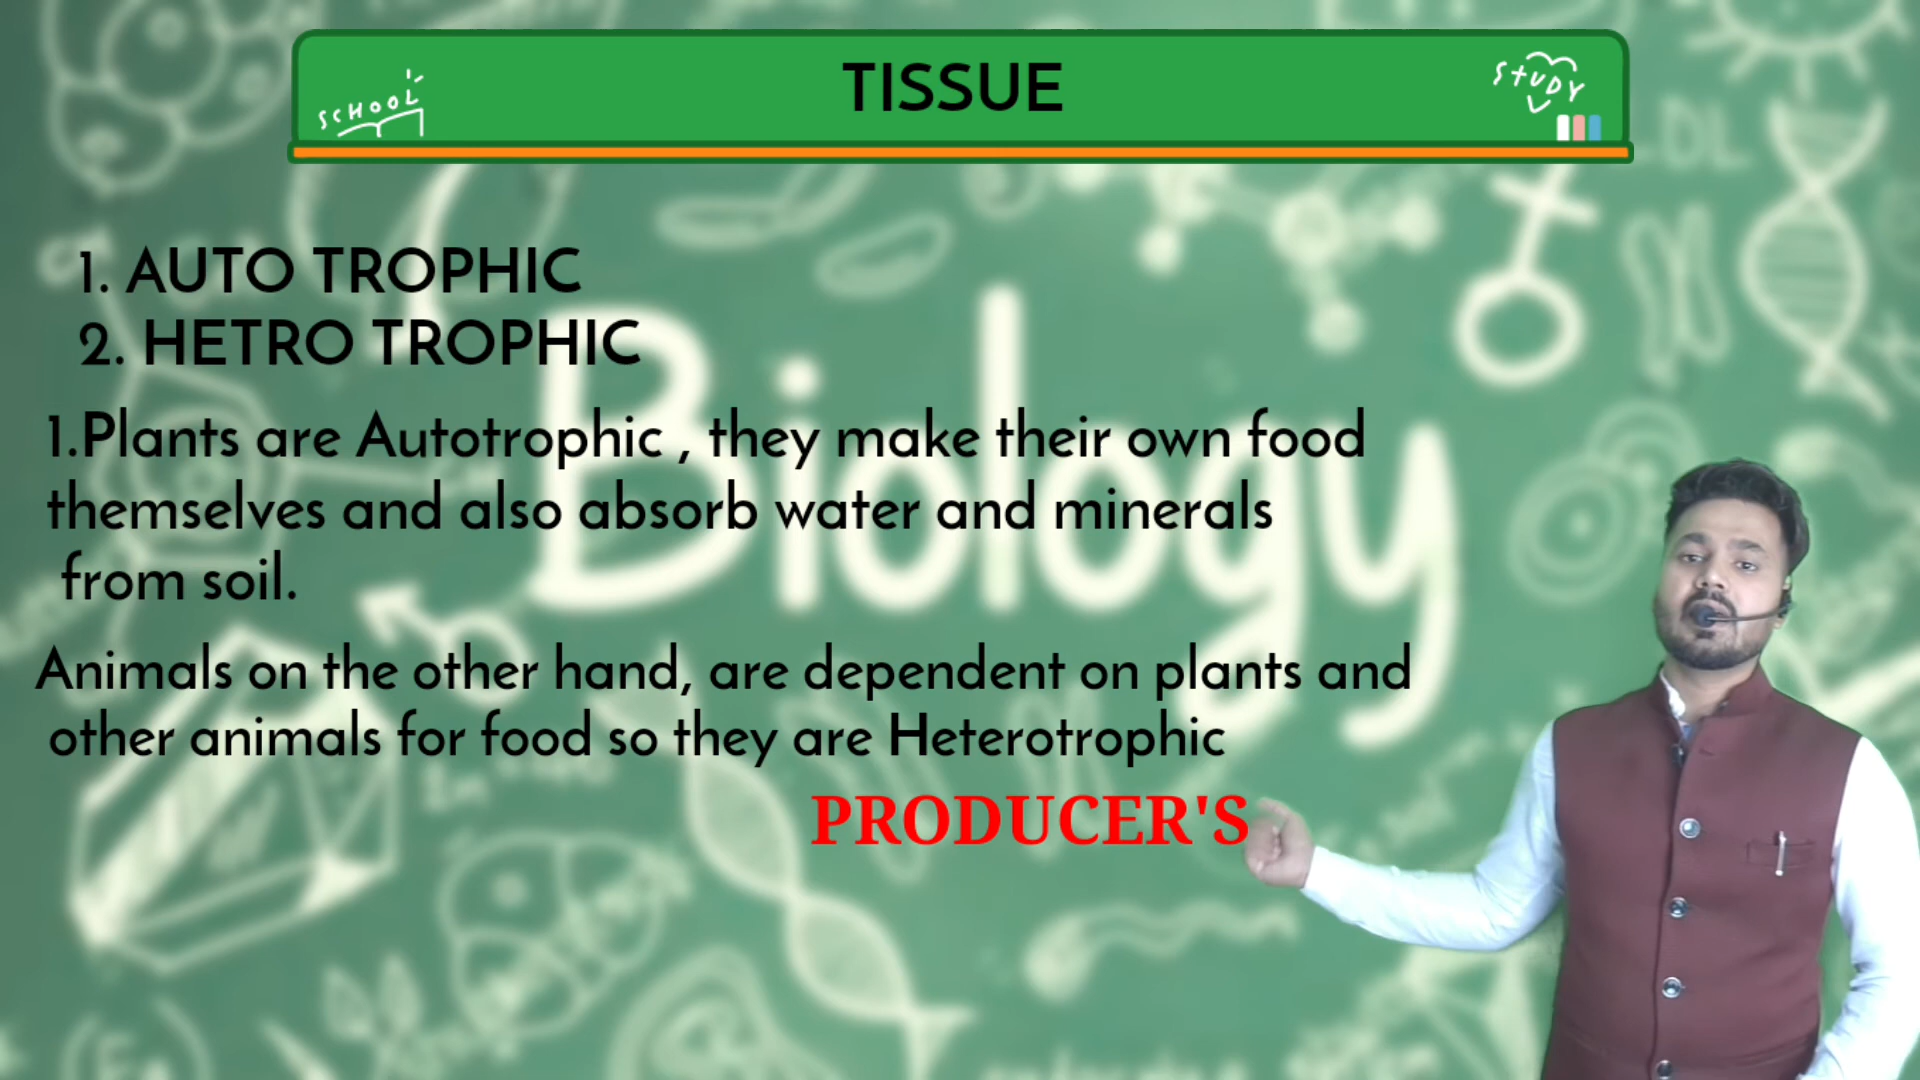 TISSUE
SCHOOL
STUDY
1. AUTO TROPHIC
2. HETRO TROPHIC
1.Plants are Autotrophic , they make their own food
themselves and also absorb water and minerals
from soil.
Animals on the other hand, are dependent on plants and
other animals for food so they are Heterotrophic
PRODUCER'S
Biology
LDL